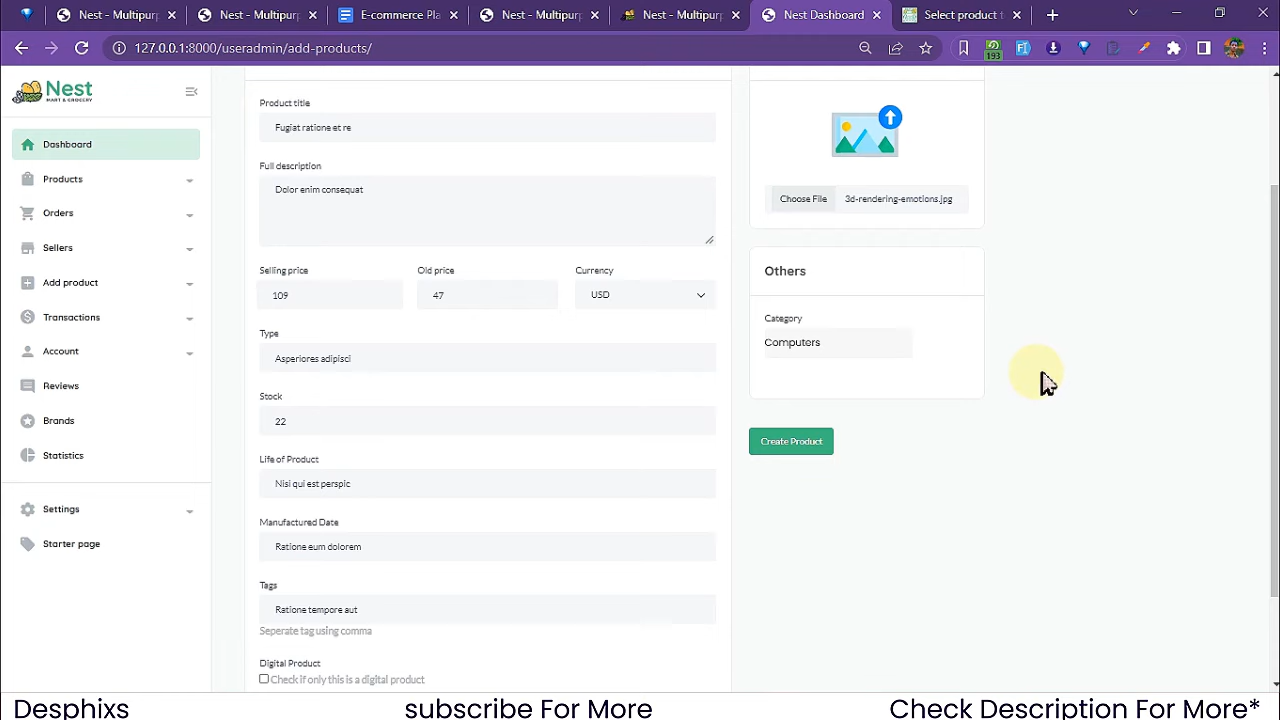 Nest - Multipurp
Nest - Multipurp
E-commerce Pla
Nest - Multipurp
Nest - Multipurp
Nest Dashboard
Select product t
127.0.0.1:8000/useradmin/add-products/
193
Nest
MART & GROCERY
Dashboard
Products
Orders
Sellers
Add product
Transactions
Account
Reviews
Brands
Statistics
Settings
Starter page
Product title
Fugiat ratione et re
Full description
Dolor enim consequat
Selling price
Old price
Currency
109
47
USD
Type
Asperiores adipisci
Stock
22
Life of Product
Nisi qui est perspic
Manufactured Date
Ratione eum dolorem
Tags
Ratione tempore aut
Seperate tag using comma
Digital Product
Check if only this is a digital product
Choose File
3d-rendering-emotions.jpg
Others
Category
Computers
Create Product
Desphixs
subscribe For More
Check Description For More*